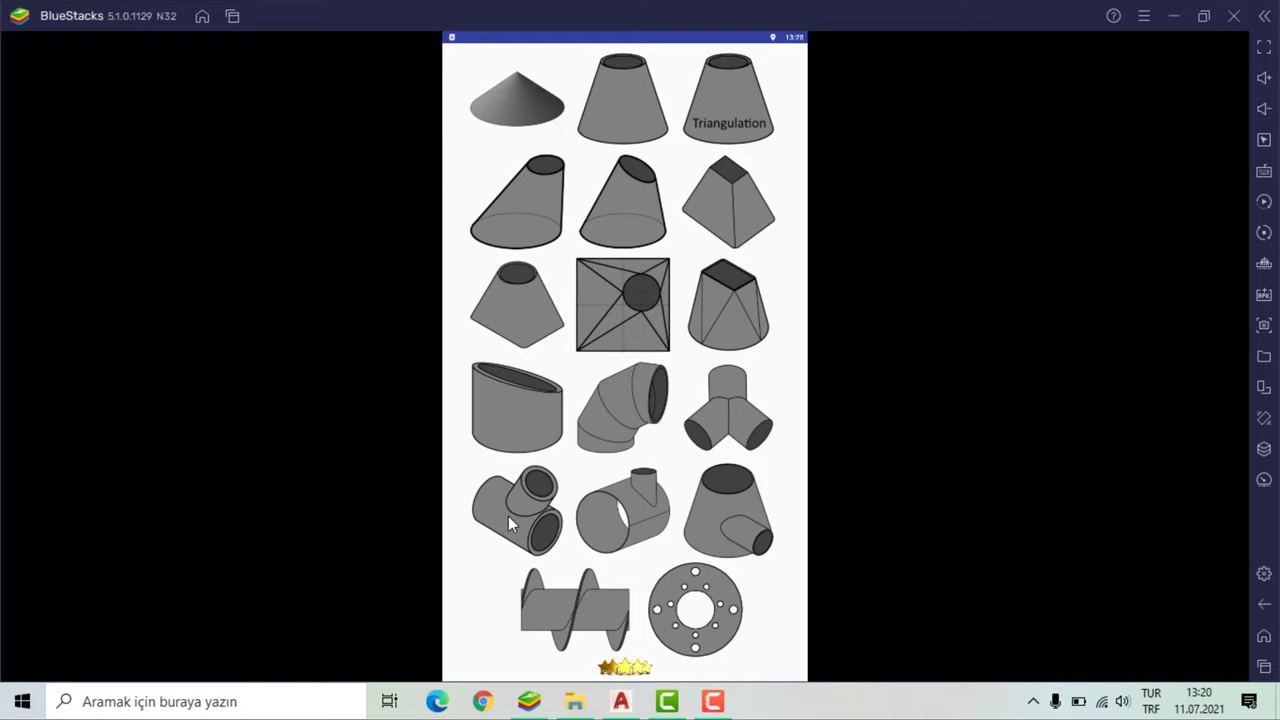 BlueStacks 5.1.0.1129 N32
13:20
Triangulation
Aramak için buraya yazın
TUR
TRF
13:20
11.07.2021